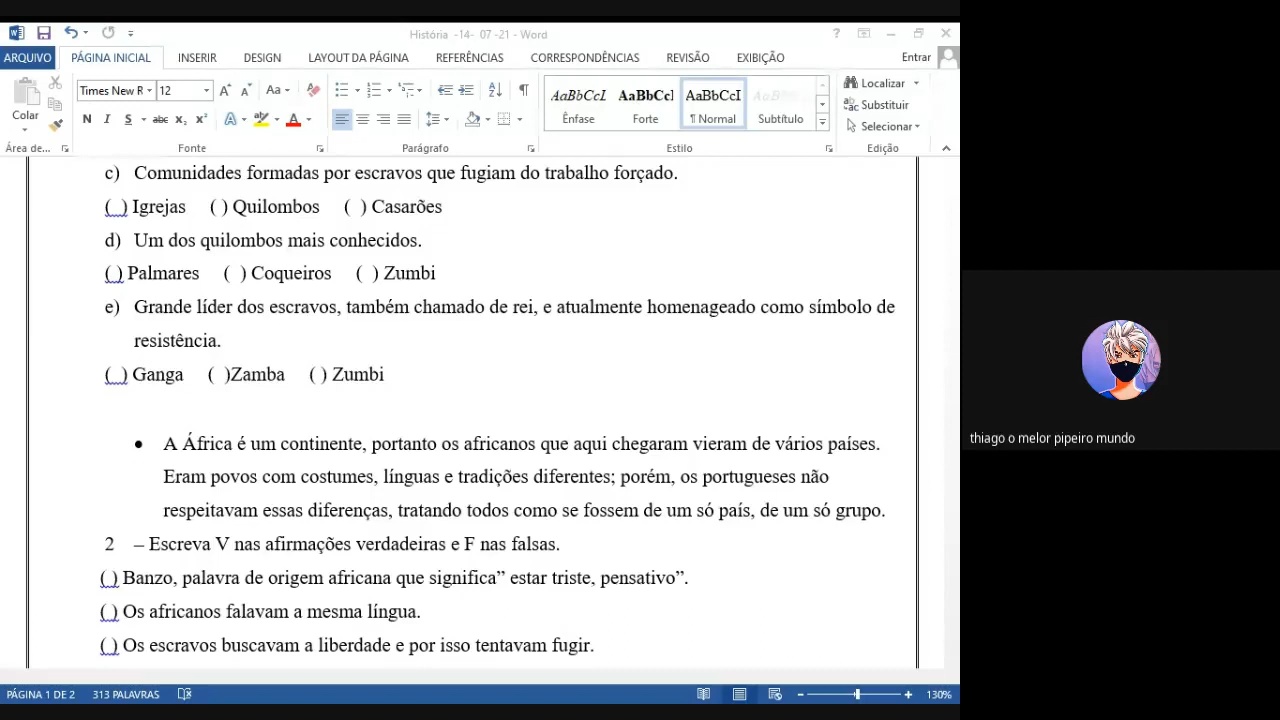 História -14- 07 -21 - Word
ARQUIVO PÁGINA INICIAL INSERIR DESIGN LAYOUT DA PÁGINA REFERÊNCIAS CORRESPONDÊNCIAS REVISÃO EXIBIÇÃO Entrar
Colar
Times New R 12 Aa
N I S abc x₂ x² A A
AaBbCcI AaBbCcI AaBbCcI AaBbCcI
Ênfase Forte ¶ Normal Subtítulo
Localizar
Substituir
Selecionar
Área de... Fonte Parágrafo Estilo Edição
c) Comunidades formadas por escravos que fugiam do trabalho forçado.
( ) Igrejas ( ) Quilombos ( ) Casarões
d) Um dos quilombos mais conhecidos.
( ) Palmares ( ) Coqueiros ( ) Zumbi
e) Grande líder dos escravos, também chamado de rei, e atualmente homenageado como símbolo de
resistência.
( ) Ganga ( )Zamba ( ) Zumbi
• A África é um continente, portanto os africanos que aqui chegaram vieram de vários países.
Eram povos com costumes, línguas e tradições diferentes; porém, os portugueses não
respeitavam essas diferenças, tratando todos como se fossem de um só país, de um só grupo.
2 – Escreva V nas afirmações verdadeiras e F nas falsas.
( ) Banzo, palavra de origem africana que significa” estar triste, pensativo”.
( ) Os africanos falavam a mesma língua.
( ) Os escravos buscavam a liberdade e por isso tentavam fugir.
PÁGINA 1 DE 2 313 PALAVRAS 130%
thiago o melor pipeiro mundo